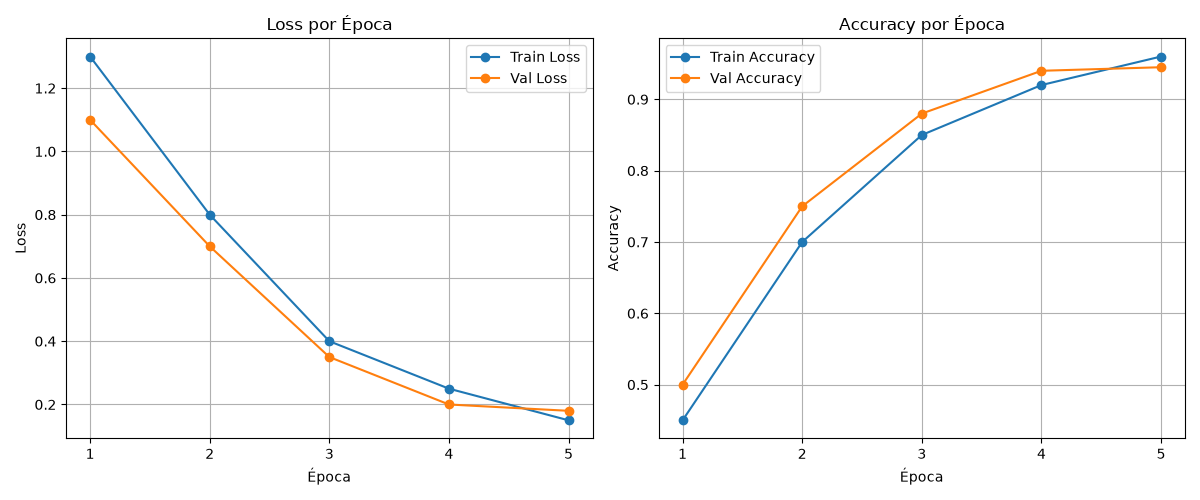 Loss por Época
Train Loss
Val Loss
1.2
1.0
0.8
0.6
0.4
0.2
Loss
1 2 3 4 5
Época
Accuracy por Época
Train Accuracy
Val Accuracy
0.9
0.8
0.7
0.6
0.5
Accuracy
1 2 3 4 5
Época